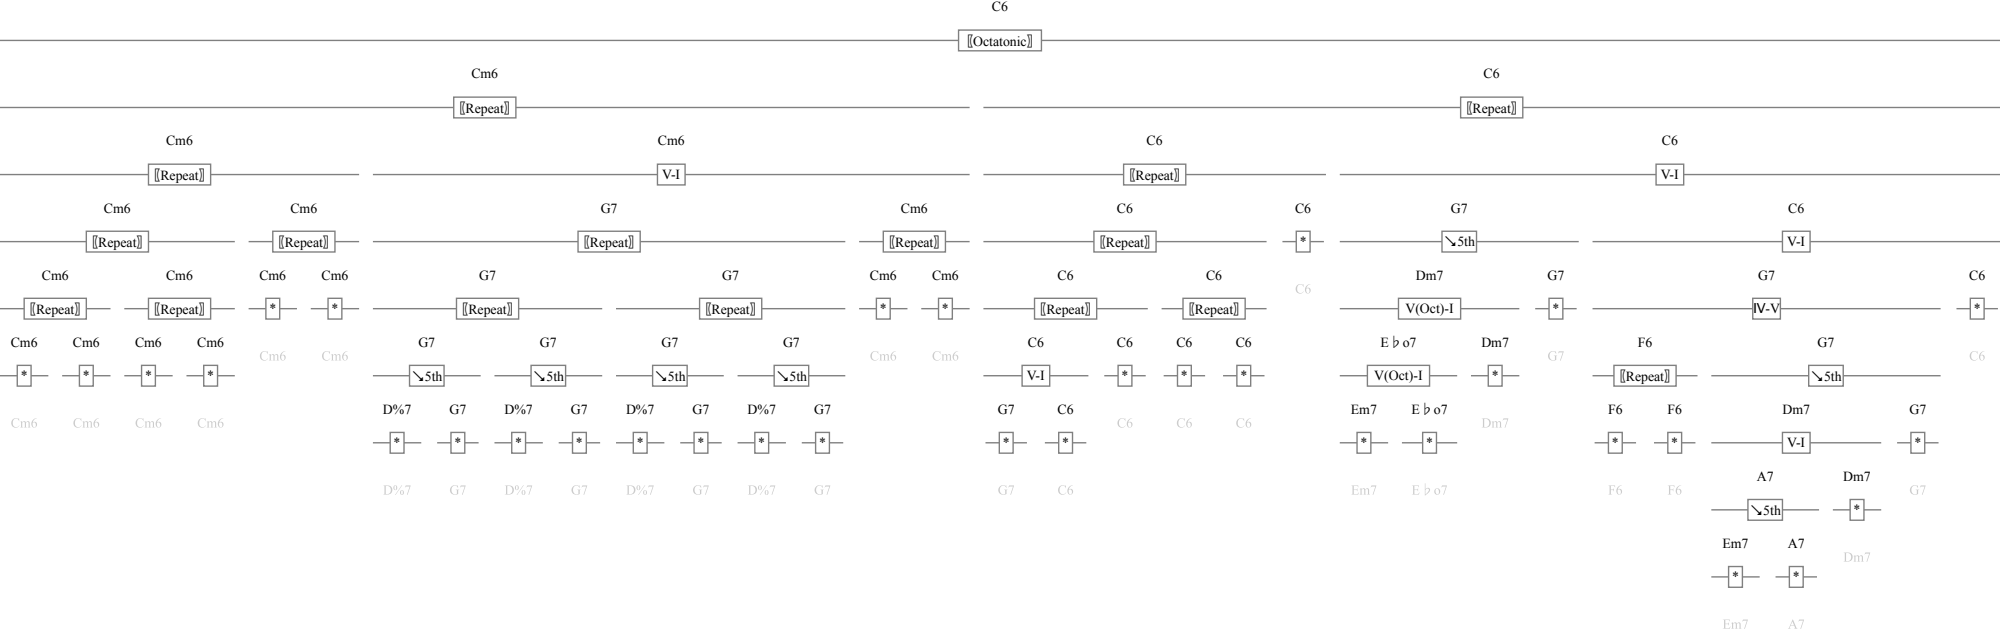 C6
〚Octatonic〛
Cm6 C6
〚Repeat〛 〚Repeat〛
Cm6 Cm6 C6 C6
〚Repeat〛 V-I 〚Repeat〛 V-I
Cm6 Cm6 G7 Cm6 C6 C6 G7 C6
〚Repeat〛 〚Repeat〛 〚Repeat〛 〚Repeat〛 〚Repeat〛 * ↘5th V-I
Cm6 Cm6 Cm6 Cm6 G7 G7 Cm6 Cm6 C6 C6 C6 Dm7 G7 G7 C6
〚Repeat〛 〚Repeat〛 * * 〚Repeat〛 〚Repeat〛 * * 〚Repeat〛 〚Repeat〛 V(Oct)-I * Ⅳ-V *
Cm6 Cm6 Cm6 Cm6 Cm6 Cm6 G7 G7 G7 G7 Cm6 Cm6 C6 C6 C6 C6 E♭o7 Dm7 G7 F6 G7 C6
* * * * ↘5th ↘5th ↘5th ↘5th V-I * * * V(Oct)-I * 〚Repeat〛 ↘5th
Cm6 Cm6 Cm6 Cm6 D%7 G7 D%7 G7 D%7 G7 D%7 G7 G7 C6 C6 C6 C6 Em7 E♭o7 Dm7 F6 F6 Dm7 G7
* * * * * * * * * * * * * * V-I *
D%7 G7 D%7 G7 D%7 G7 D%7 G7 G7 C6 Em7 E♭o7 F6 F6 A7 Dm7 G7
↘5th *
Em7 A7 Dm7
* *
Em7 A7